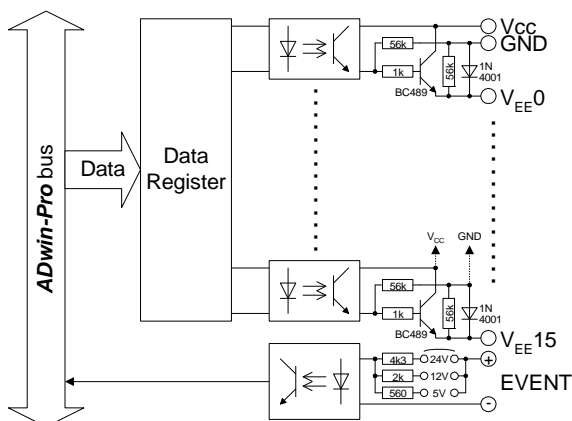 Vcc
GND
56k
1k
56k
1N
4001
BC489
VEE0
ADwin-Pro bus
Data
Data
Register
VCC
GND
56k
1k
56k
1N
4001
BC489
VEE15
4k3
24V
+
2k
12V
EVENT
560
5V
-